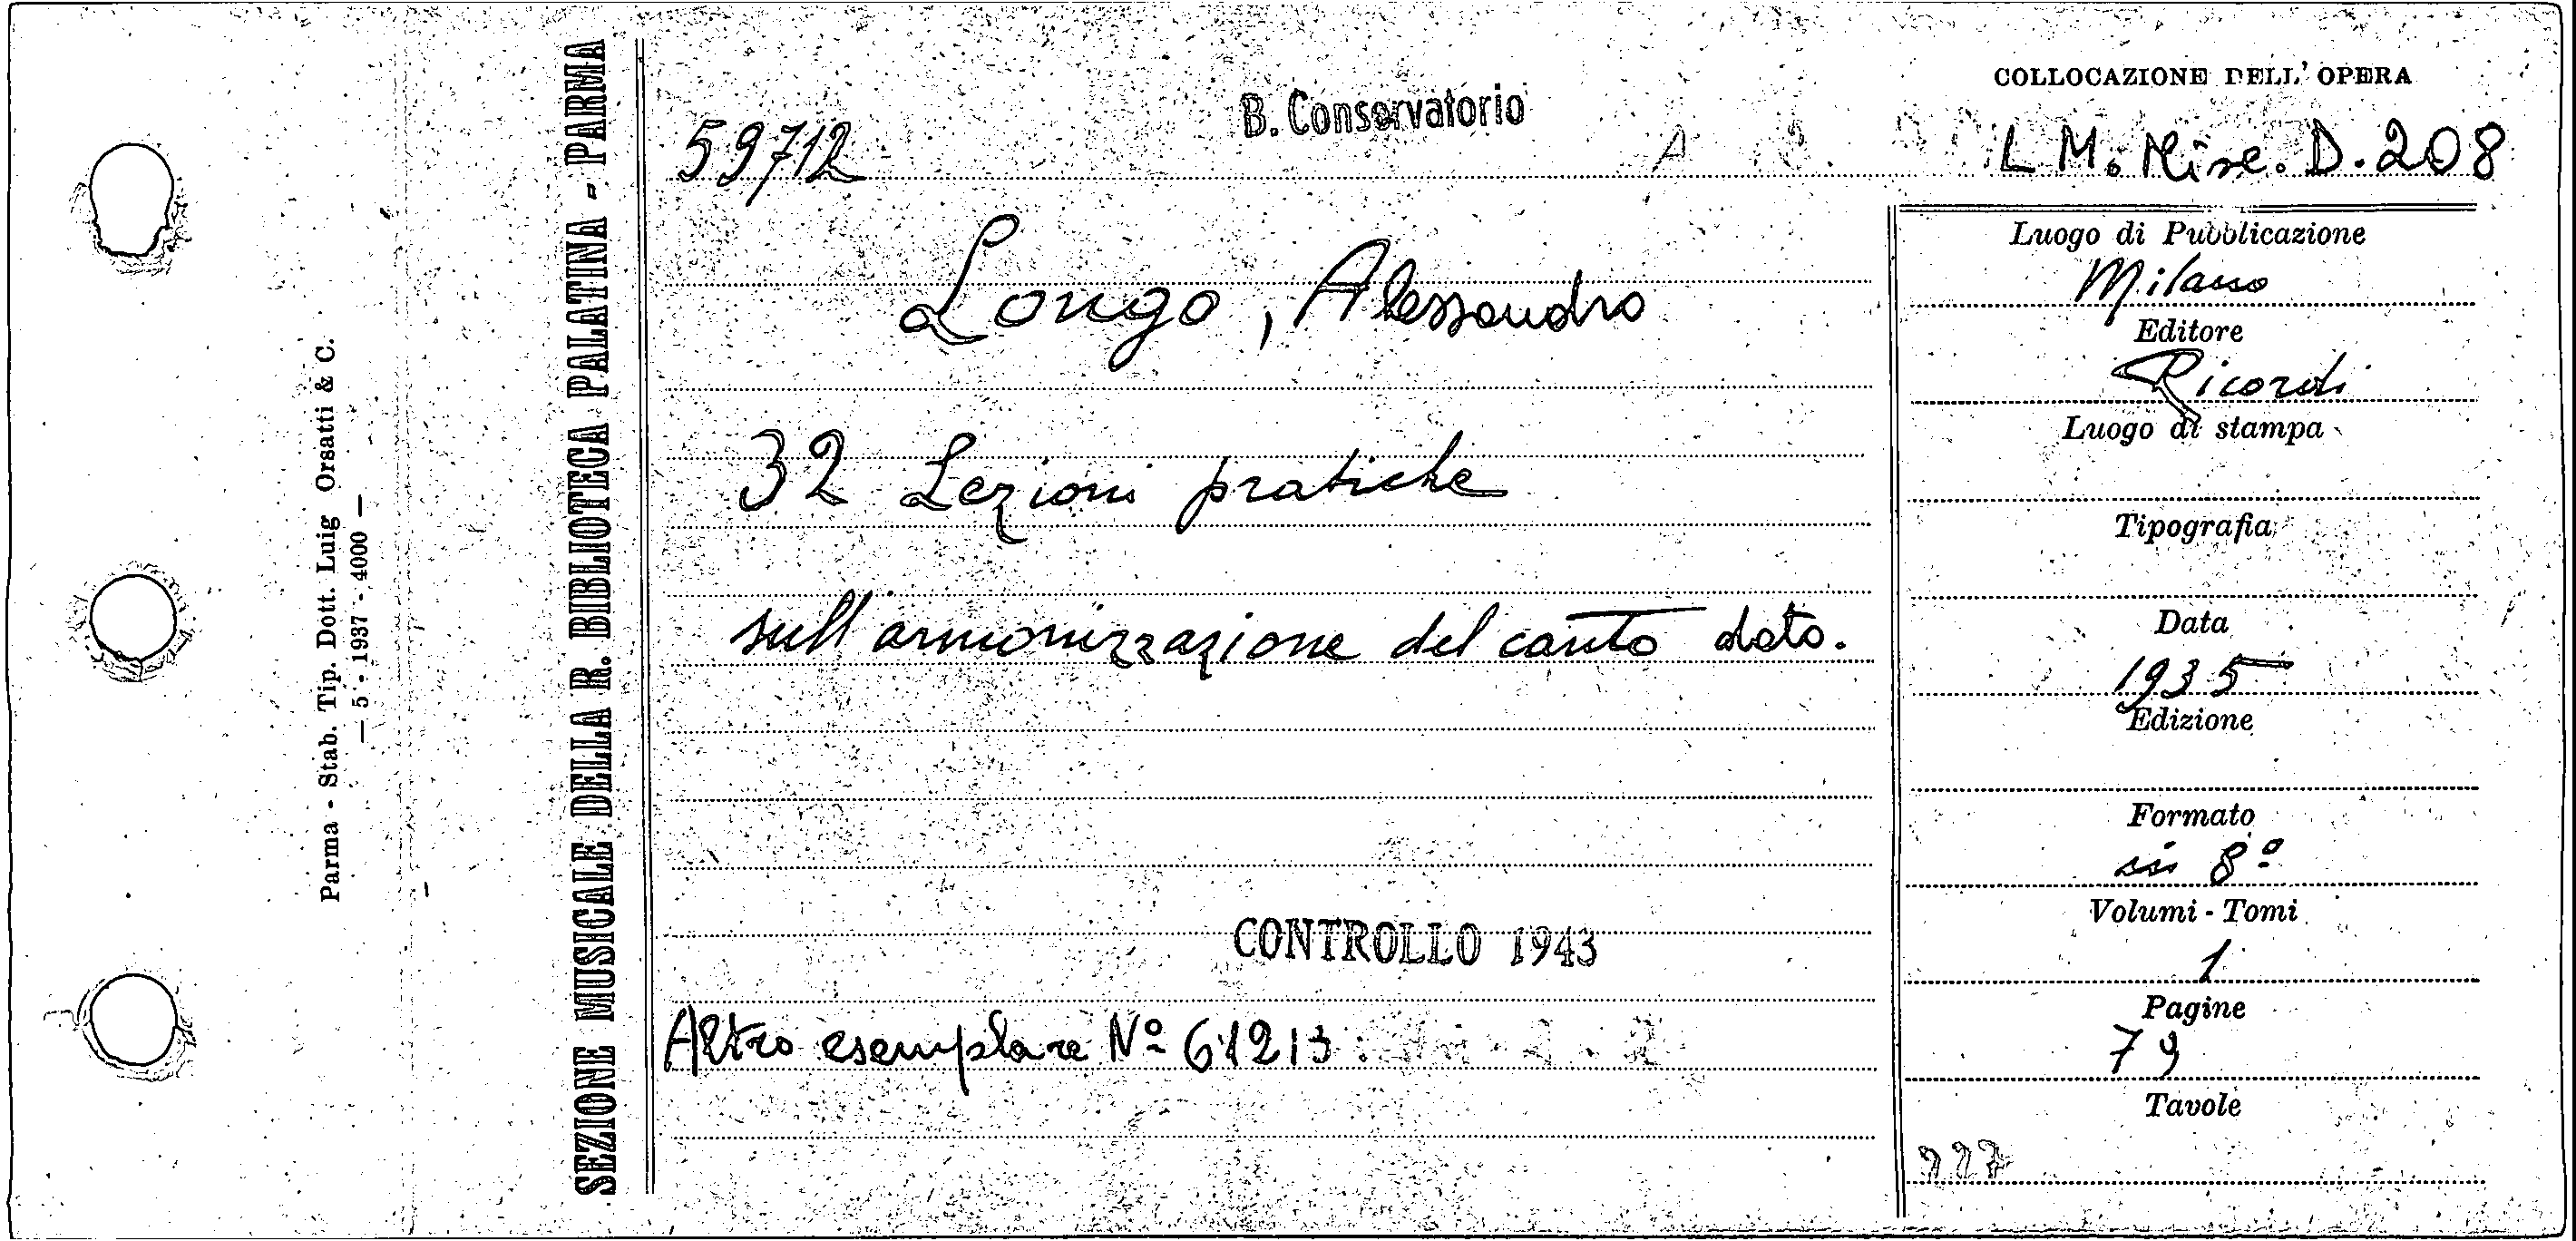 Parma - Stab. Tip. Dott. Luig Orsatti & C.
— 5 - 1937 - 4000 —
SEZIONE MUSICALE DELLA R. BIBLIOTECA PALATINA - PARMA
59712
B. Conservatorio
COLLOCAZIONE DELL' OPERA
L M. Misc. D. 208
Longo, Alessandro
32 Lezioni pratiche
sull'armonizzazione del canto dato.
CONTROLLO 1943
Altro esemplare Nº 61213
Luogo di Pubblicazione
Milano
Editore
Ricordi
Luogo di stampa
Tipografia
Data
1935
Edizione
Formato
in 8º
Volumi - Tomi
1
Pagine
79
Tavole